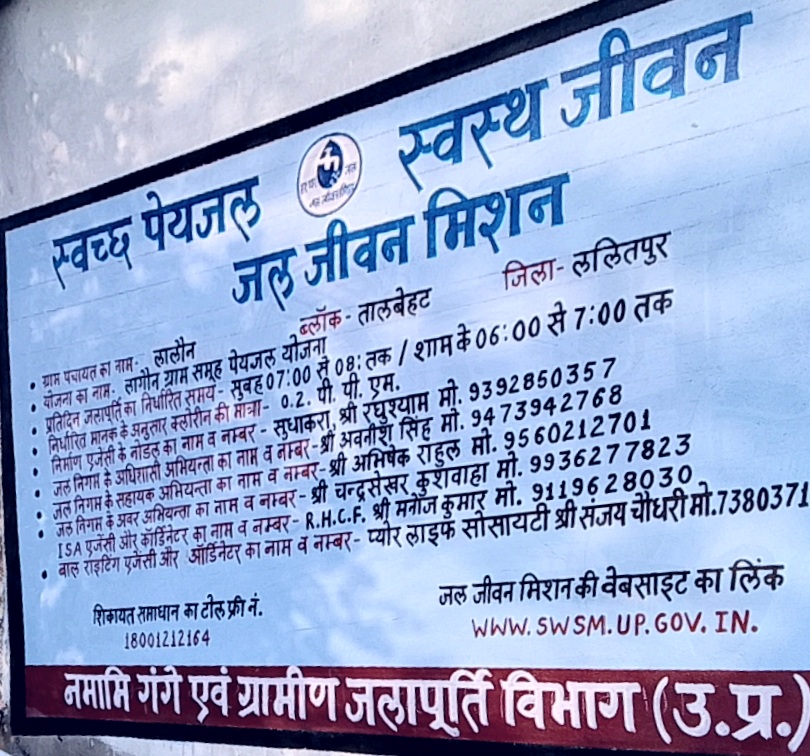 स्वच्छ पेयजल स्वस्थ जीवन
जल जीवन मिशन
ब्लॉक- तालबेहट जिला- ललितपुर
• ग्राम पंचायत का नाम- लालौन
• योजना का नाम- लागौन ग्राम समूह पेयजल योजना
• प्रतिदिन जलापूर्ति का निर्धारित समय- सुबह 07:00 से 08: तक / शाम के 06:00 से 7:00 तक
• निर्धारित मानक के अनुसार क्लोरीन की मात्रा- 0.2. पी. पी. एम.
• निर्माण एजेंसी के नोडल का नाम व नम्बर - सुधाकरा, श्री रघुश्याम मो. 9392850357
• जल निगम के अधिशासी अभियन्ता का नाम व नम्बर-श्री अवनीश सिंह मो. 9473942768
• जल निगम के सहायक अभियन्ता का नाम व नम्बर-श्री अभिषेक राहुल मो. 9560212701
• जल निगम के अवर अभियन्ता का नाम व नम्बर- श्री चन्द्रसेखर कुशवाहा मो. 9936277823
ISA एजेंसी और कॉर्डिनेटर का नाम व नम्बर- R.H.C.F. श्री मनोज कुमार मो. 9119628030
• वाल राइटिंग एजेंसी और ऑर्डिनेटर का नाम व नम्बर- प्योर लाइफ सोसायटी श्री संजय चौधरी मो.7380371
शिकायत समाधान का टोल फ्री नं.
18001212164
जल जीवन मिशन की वेबसाइट का लिंक
WWW.SWSM.UP.GOV.IN.
नमामि गंगे एवं ग्रामीण जलापूर्ति विभाग (उ.प्र.)